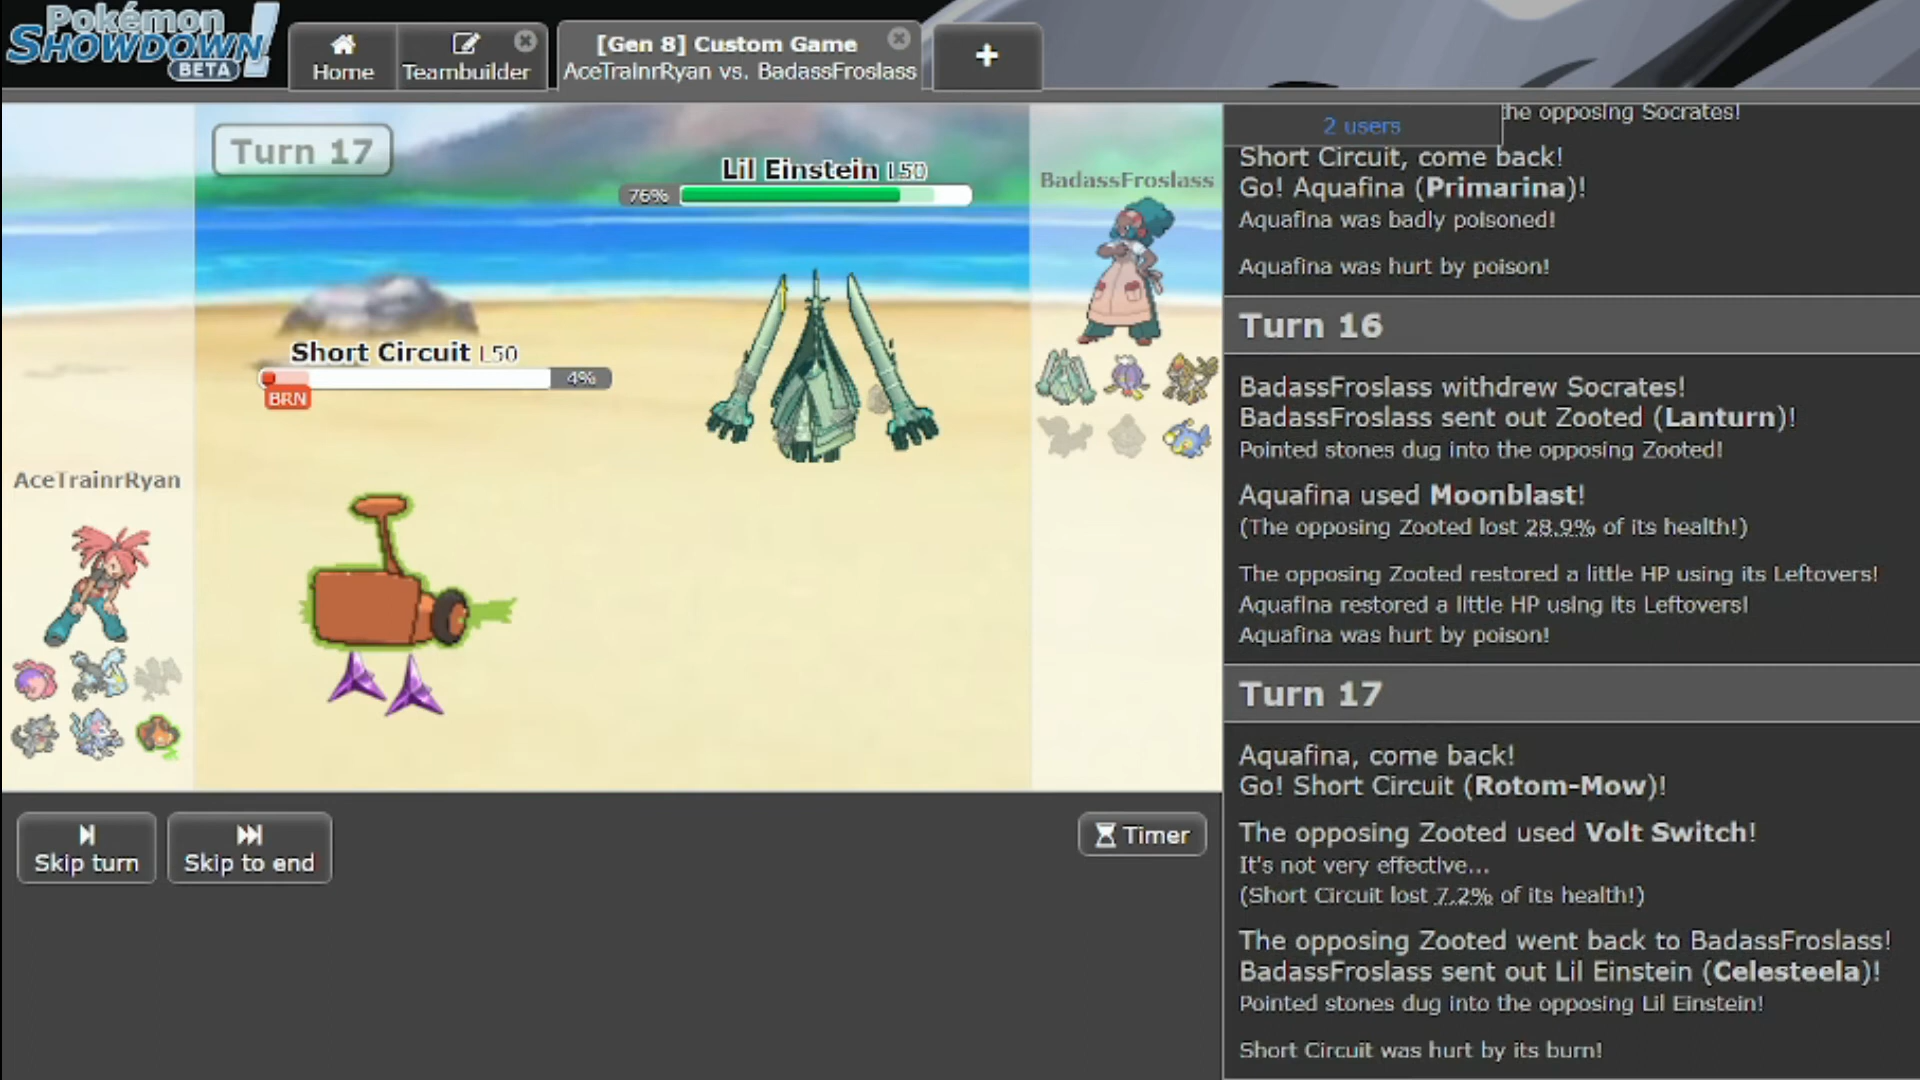 Pokémon
SHOWDOWN!
BETA
Home
Teambuilder
[Gen 8] Custom Game
AceTrainrRyan vs. BadassFroslass
+
Turn 17
Lil Einstein L50
76%
Short Circuit L50
4%
BRN
AceTrainrRyan
BadassFroslass
Skip turn
Skip to end
Timer
2 users
the opposing Socrates!
Short Circuit, come back!
Go! Aquafina (Primarina)!
Aquafina was badly poisoned!
Aquafina was hurt by poison!
Turn 16
BadassFroslass withdrew Socrates!
BadassFroslass sent out Zooted (Lanturn)!
Pointed stones dug into the opposing Zooted!
Aquafina used Moonblast!
(The opposing Zooted lost 28.9% of its health!)
The opposing Zooted restored a little HP using its Leftovers!
Aquafina restored a little HP using its Leftovers!
Aquafina was hurt by poison!
Turn 17
Aquafina, come back!
Go! Short Circuit (Rotom-Mow)!
The opposing Zooted used Volt Switch!
It's not very effective...
(Short Circuit lost 7.2% of its health!)
The opposing Zooted went back to BadassFroslass!
BadassFroslass sent out Lil Einstein (Celesteela)!
Pointed stones dug into the opposing Lil Einstein!
Short Circuit was hurt by its burn!